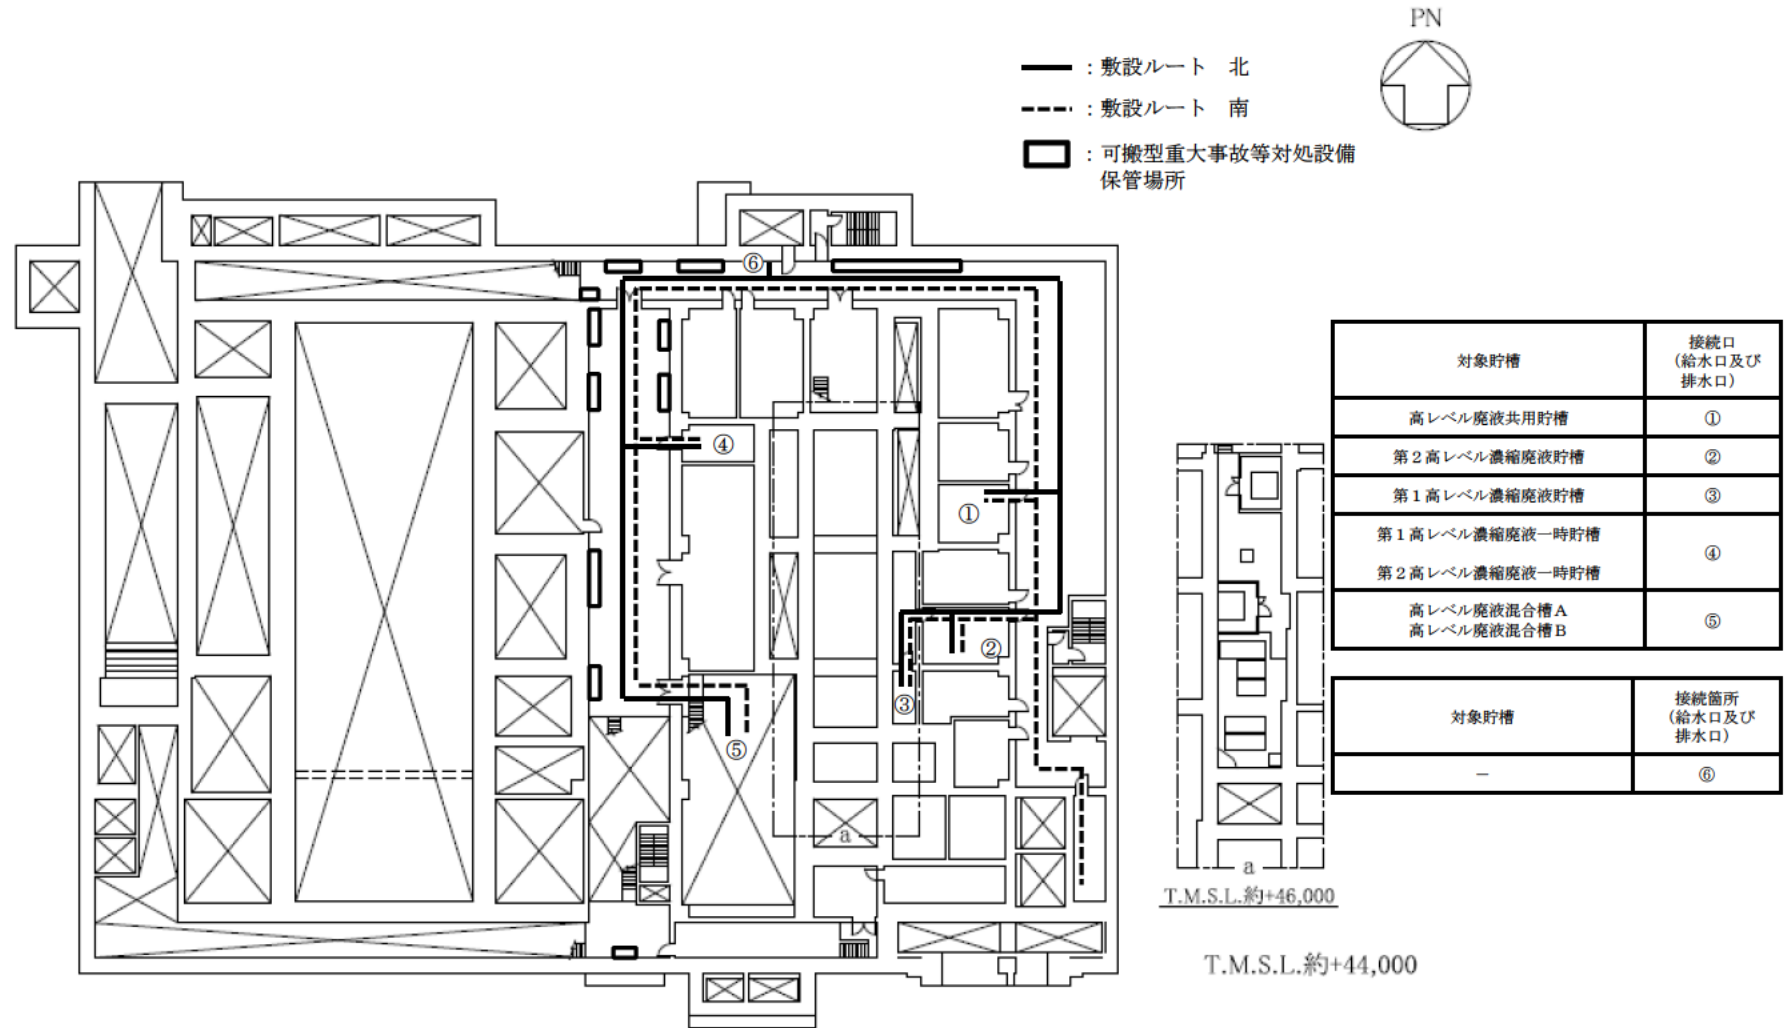 PN
：敷設ルート　北
：敷設ルート　南
：可搬型重大事故等対処設備
保管場所
⑥
④
①
②
③
⑤
a
対象貯槽
接続口
（給水口及び
排水口）
高レベル廃液共用貯槽
①
第２高レベル濃縮廃液貯槽
②
第１高レベル濃縮廃液貯槽
③
第１高レベル濃縮廃液一時貯槽
第２高レベル濃縮廃液一時貯槽
④
高レベル廃液混合槽Ａ
高レベル廃液混合槽Ｂ
⑤
対象貯槽
接続箇所
（給水口及び
排水口）
－
⑥
a
T.M.S.L.約+46,000
T.M.S.L.約+44,000